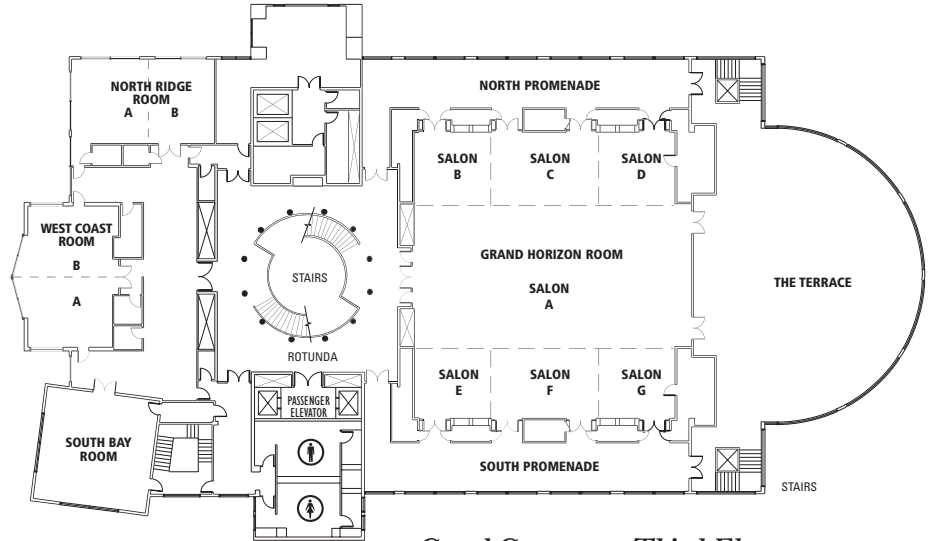 NORTH RIDGE
ROOM
A B
NORTH PROMENADE
SALON
B
SALON
C
SALON
D
WEST COAST
ROOM
B
A
STAIRS
GRAND HORIZON ROOM
SALON
A
THE TERRACE
ROTUNDA
SALON
E
SALON
F
SALON
G
PASSENGER
ELEVATOR
SOUTH BAY
ROOM
SOUTH PROMENADE
STAIRS